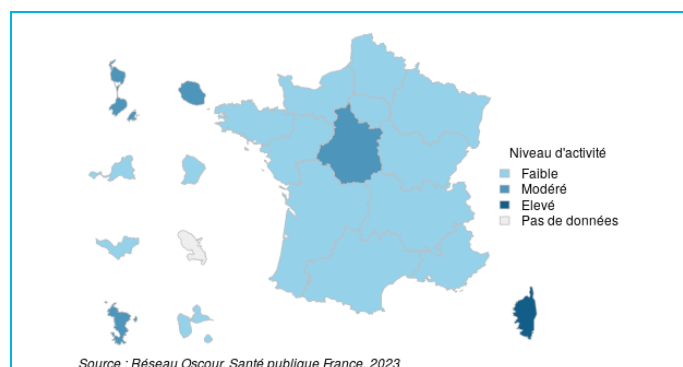 Niveau d'activité
Faible
Modéré
Elevé
Pas de données
Source : Réseau Oscour, Santé publique France, 2023